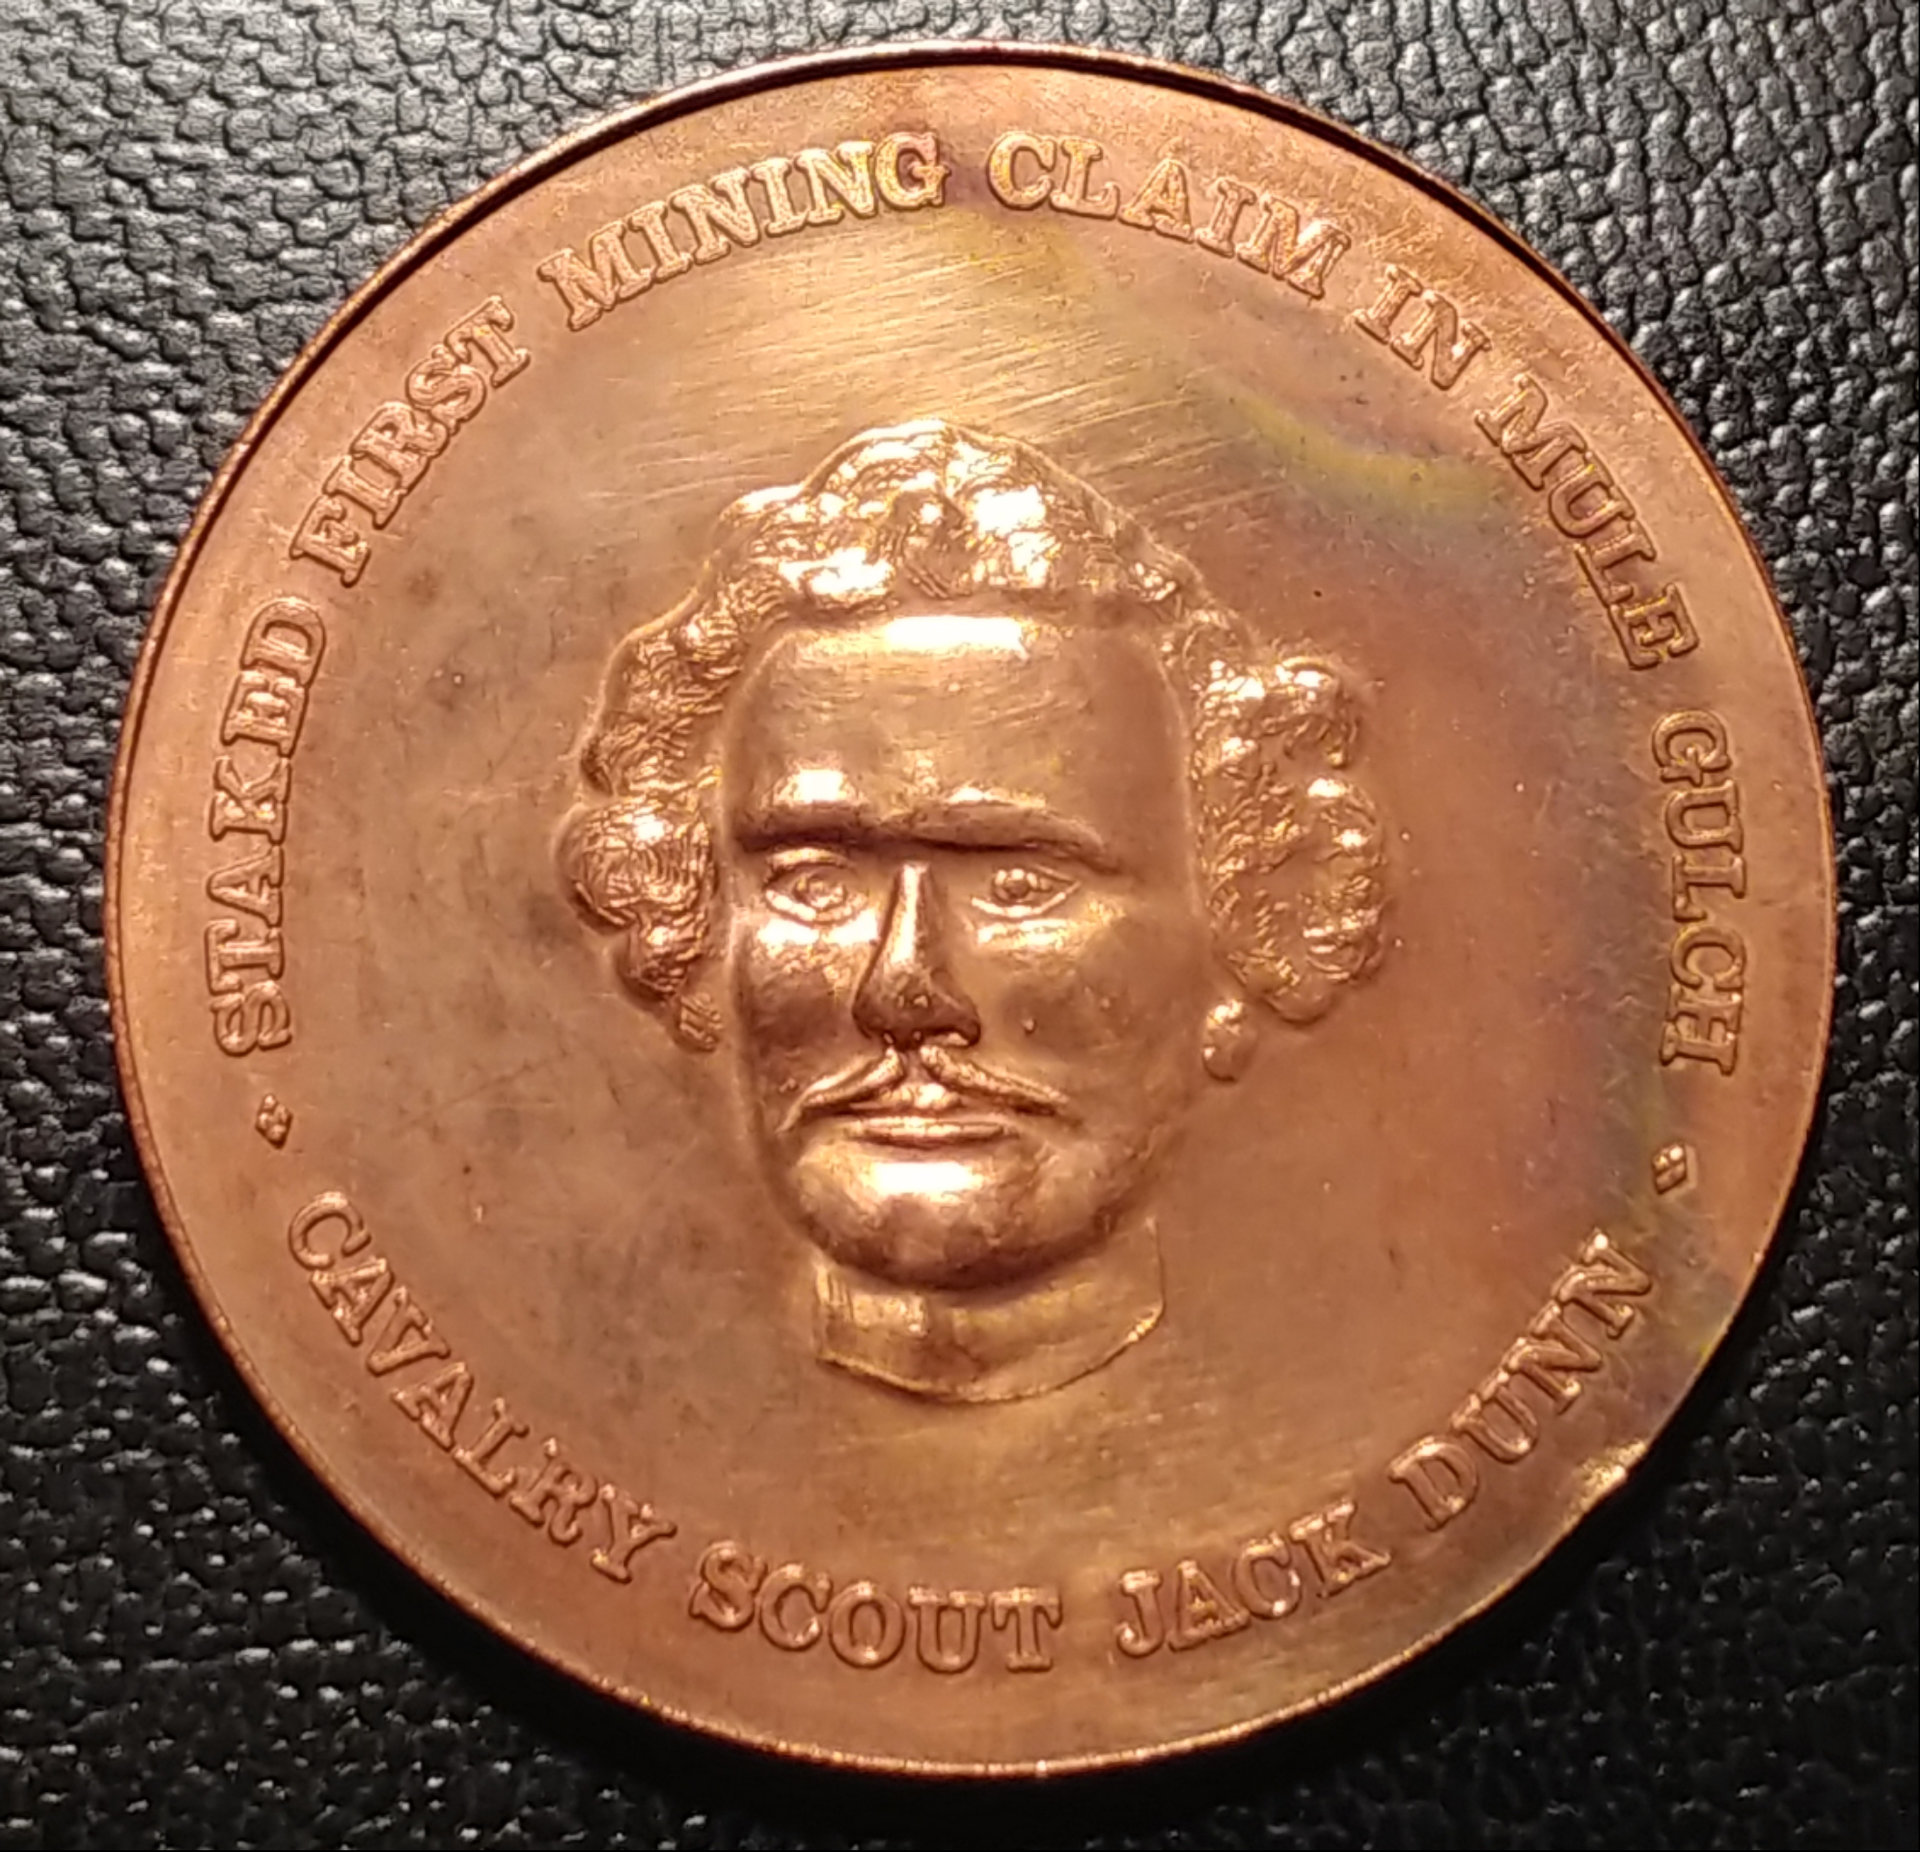 STAKED FIRST MINING CLAIM IN MULE GULCH
CAVALRY SCOUT JACK DUNN